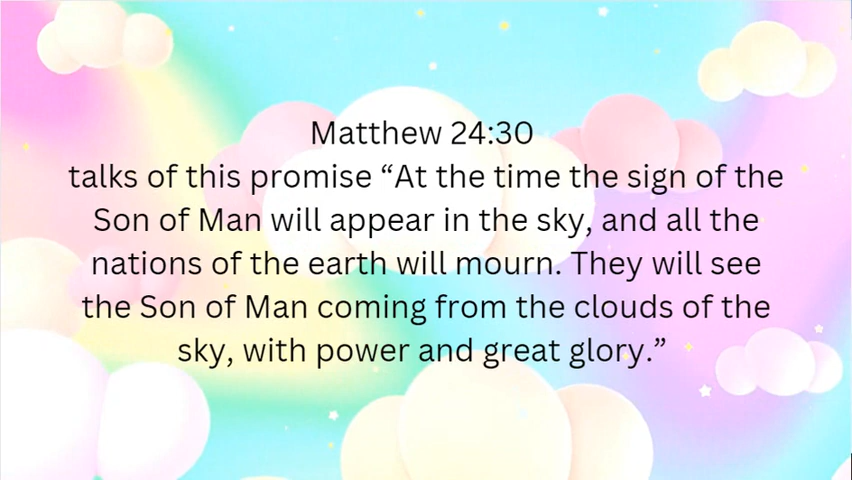 Matthew 24:30
talks of this promise “At the time the sign of the
Son of Man will appear in the sky, and all the
nations of the earth will mourn. They will see
the Son of Man coming from the clouds of the
sky, with power and great glory.”